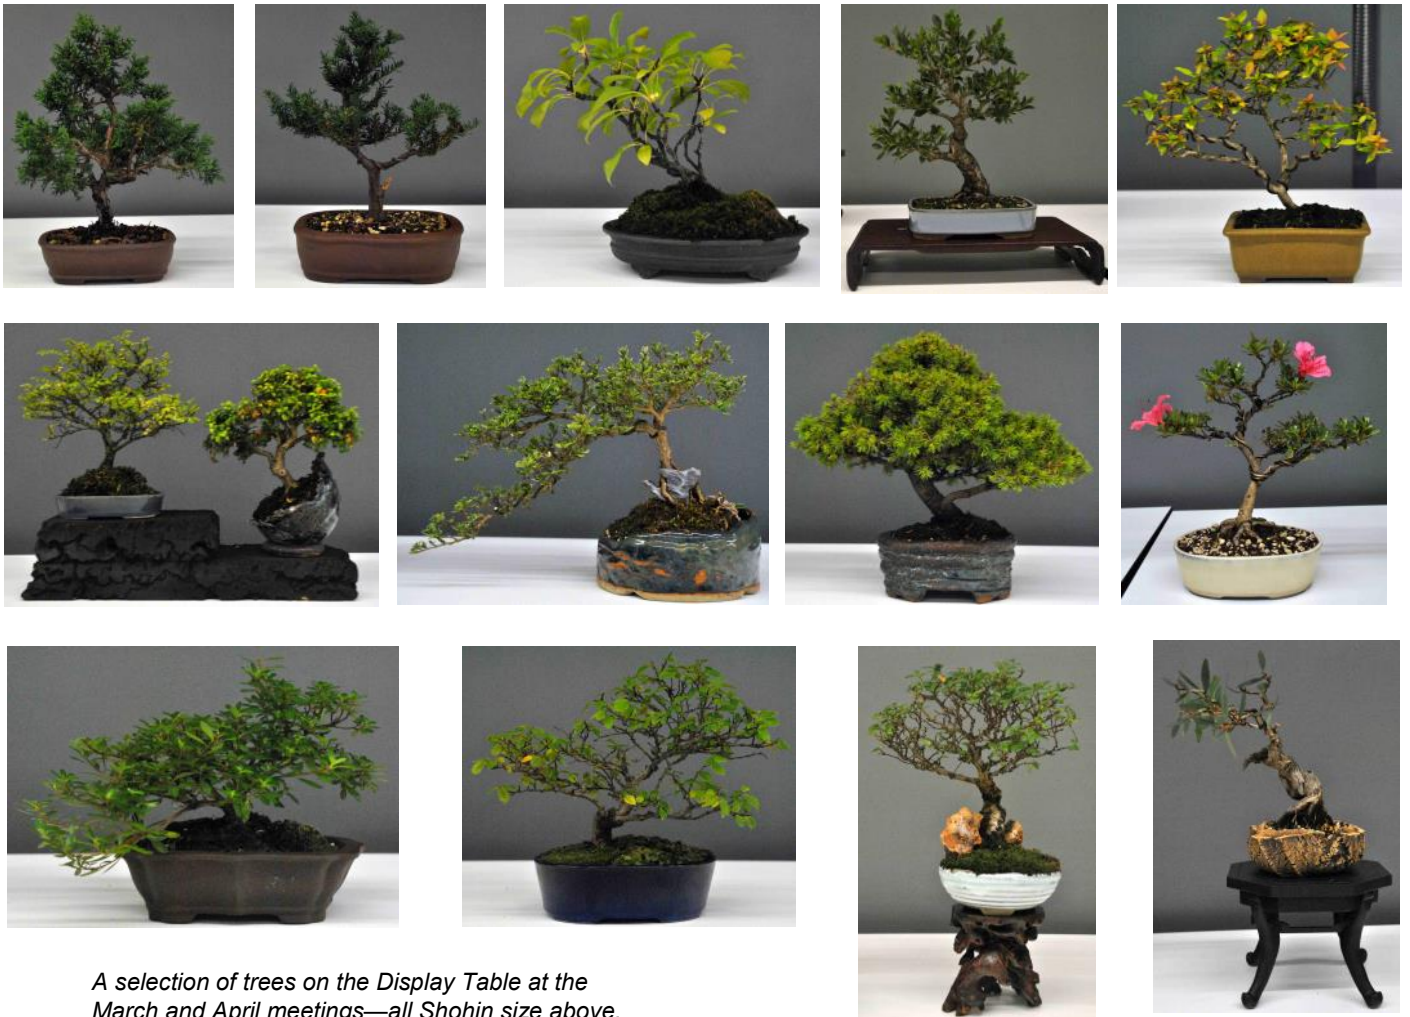 A selection of trees on the Display Table at the
March and April meetings—all Shohin size above.